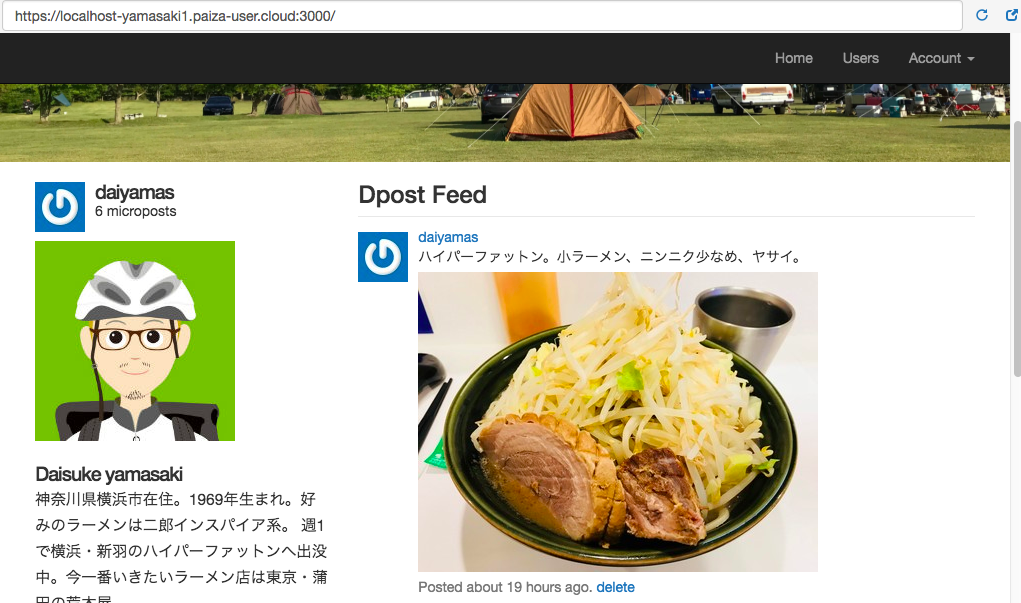 https://localhost-yamasaki1.paiza-user.cloud:3000/
Home Users Account
daiyamas
6 microposts
Daisuke yamasaki
神奈川県横浜市在住。1969年生まれ。好
みのラーメンは二郎インスパイア系。 週1
で横浜・新羽のハイパーファットンへ出没
中。今一番いきたいラーメン店は東京・蒲
田の荒木屋
Dpost Feed
daiyamas
ハイパーファットン。小ラーメン、ニンニク少なめ、ヤサイ。
Posted about 19 hours ago. delete